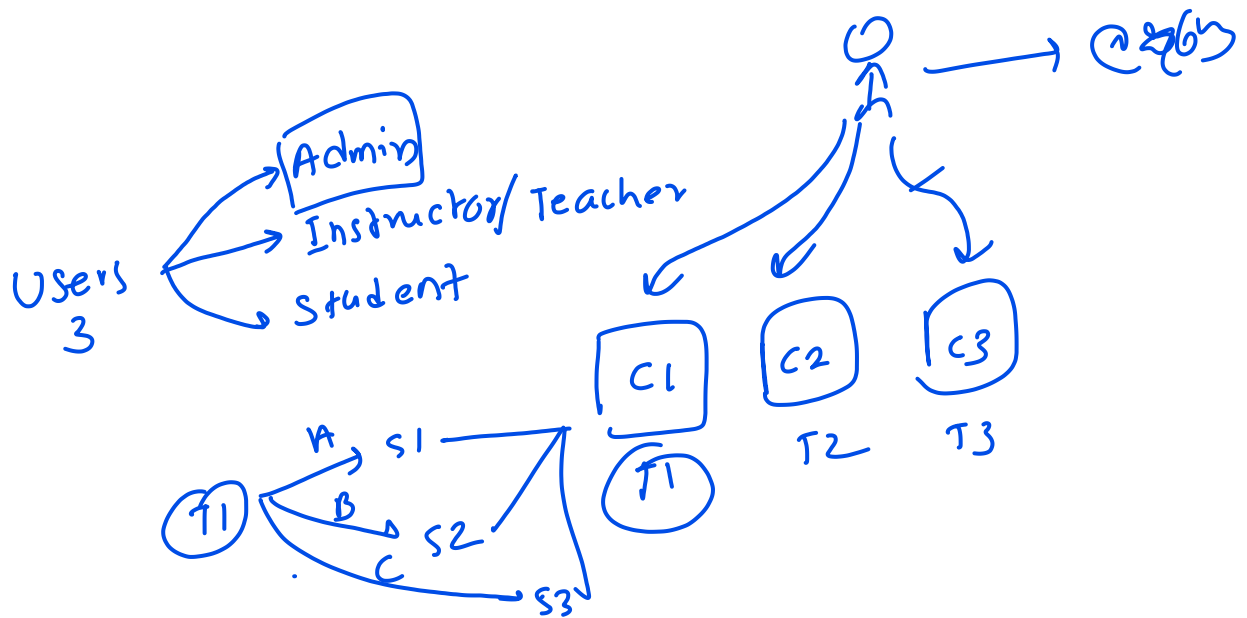 Admin
Instructor/Teacher
Users
Student
3
C1
C2
C3
T1
T2
T3
T1
A
S1
B
S2
C
S3